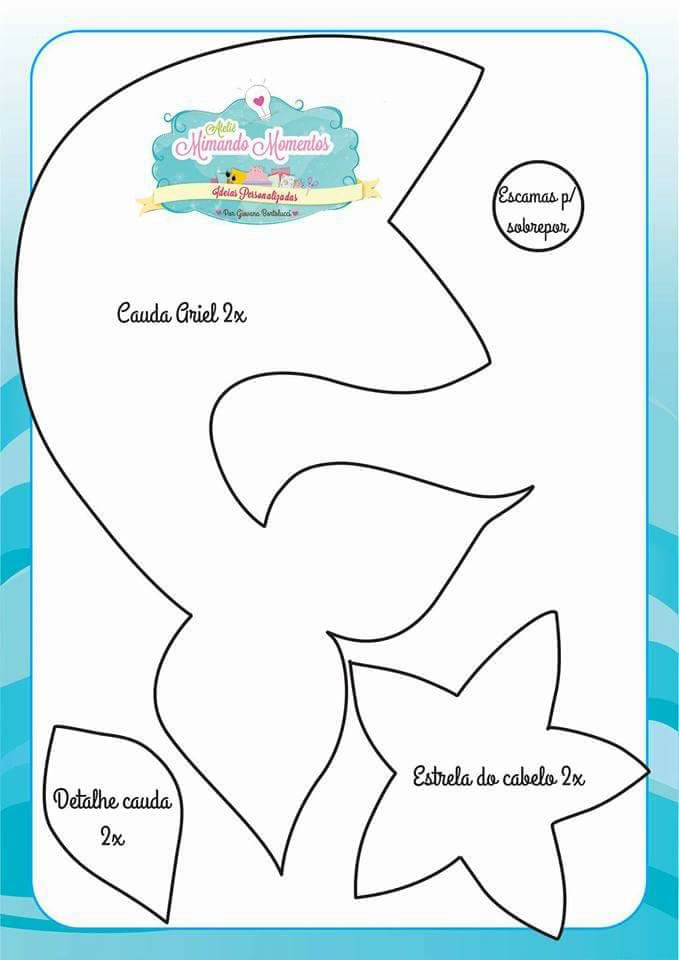 Ateliê
Mimando Momentos
Ideias Personalizadas
Por Giovana Bortolucci
Escamas p/
sobrepor
Cauda Ariel 2x
Estrela do cabelo 2x
Detalhe cauda
2x